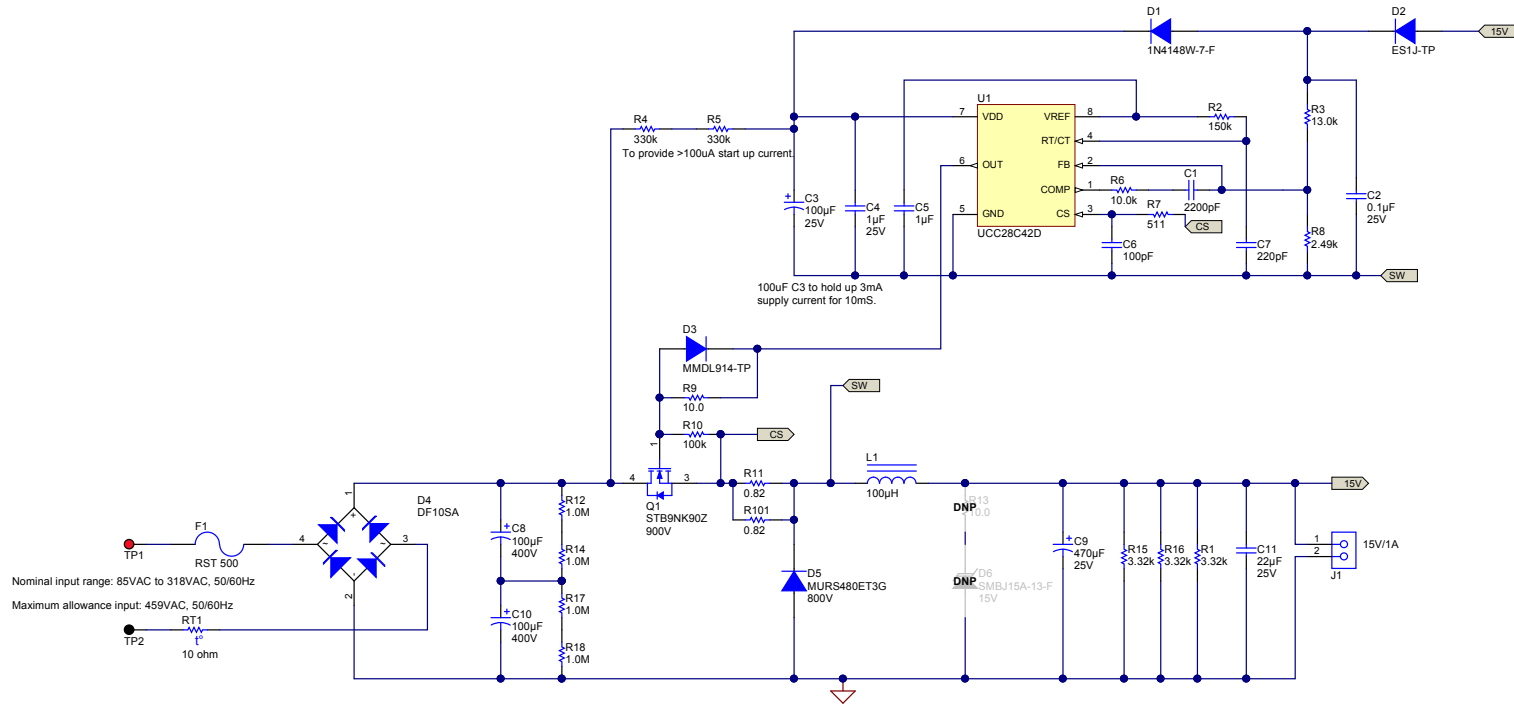 D1
1N4148W-7-F
D2
ES1J-TP
15V
U1
7
VDD
VREF
8
RT/CT
4
6
OUT
FB
2
COMP
1
5
GND
CS
3
UCC28C42D
R2
150k
R3
13.0k
R4
330k
R5
330k
To provide >100uA start up current.
R6
10.0k
C1
2200pF
R7
511
CS
C3
100µF
25V
C4
1µF
25V
C5
1µF
C6
100pF
C7
220pF
R8
2.49k
C2
0.1µF
25V
SW
100uF C3 to hold up 3mA
supply current for 10mS.
D3
MMDL914-TP
R9
10.0
R10
100k
CS
SW
1
4
3
Q1
STB9NK90Z
900V
R11
0.82
R101
0.82
L1
100µH
D5
MURS480ET3G
800V
R13
10.0
DNP
D6
SMBJ15A-13-F
15V
DNP
C9
470µF
25V
R15
3.32k
R16
3.32k
R1
3.32k
C11
22µF
25V
15V
1
2
15V/1A
J1
TP1
F1
RST 500
Nominal input range: 85VAC to 318VAC, 50/60Hz
Maximum allowance input: 459VAC, 50/60Hz
TP2
RT1
t°
10 ohm
D4
DF10SA
1
4
3
2
+
~
~
-
C8
100µF
400V
C10
100µF
400V
R12
1.0M
R14
1.0M
R17
1.0M
R18
1.0M